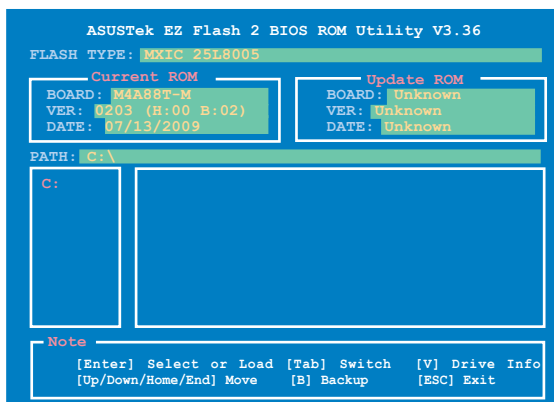 ASUSTek EZ Flash 2 BIOS ROM Utility V3.36
FLASH TYPE: MXIC 25L8005
Current ROM
BOARD: M4A88T-M
VER: 0203 (H:00 B:02)
DATE: 07/13/2009
Update ROM
BOARD: Unknown
VER: Unknown
DATE: Unknown
PATH: C:\
C:
Note
[Enter] Select or Load [Tab] Switch [V] Drive Info
[Up/Down/Home/End] Move [B] Backup [ESC] Exit